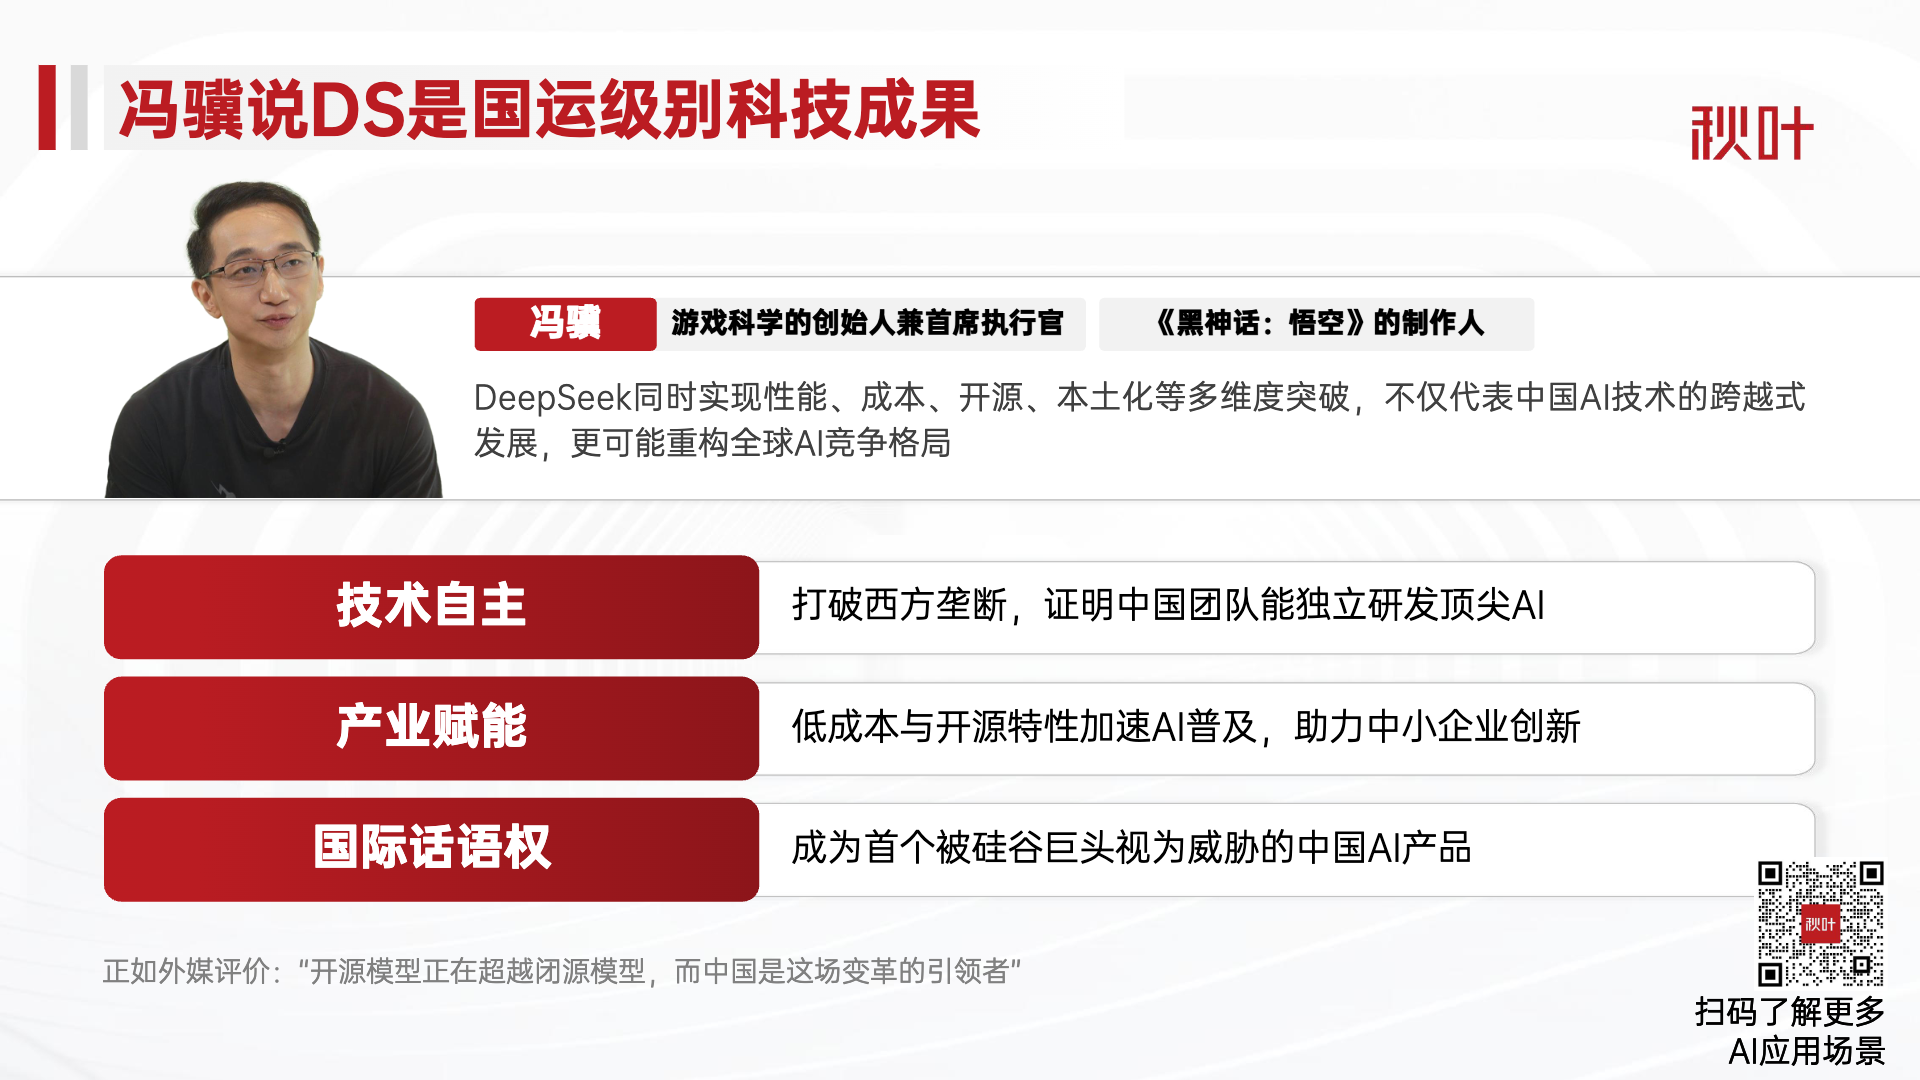 冯骥说DS是国运级别科技成果
秋叶
冯骥
游戏科学的创始人兼首席执行官
《黑神话：悟空》的制作人
DeepSeek同时实现性能、成本、开源、本土化等多维度突破，不仅代表中国AI技术的跨越式
发展，更可能重构全球AI竞争格局
技术自主
打破西方垄断，证明中国团队能独立研发顶尖AI
产业赋能
低成本与开源特性加速AI普及，助力中小企业创新
国际话语权
成为首个被硅谷巨头视为威胁的中国AI产品
正如外媒评价：“开源模型正在超越闭源模型，而中国是这场变革的引领者”
秋叶
扫码了解更多
AI应用场景